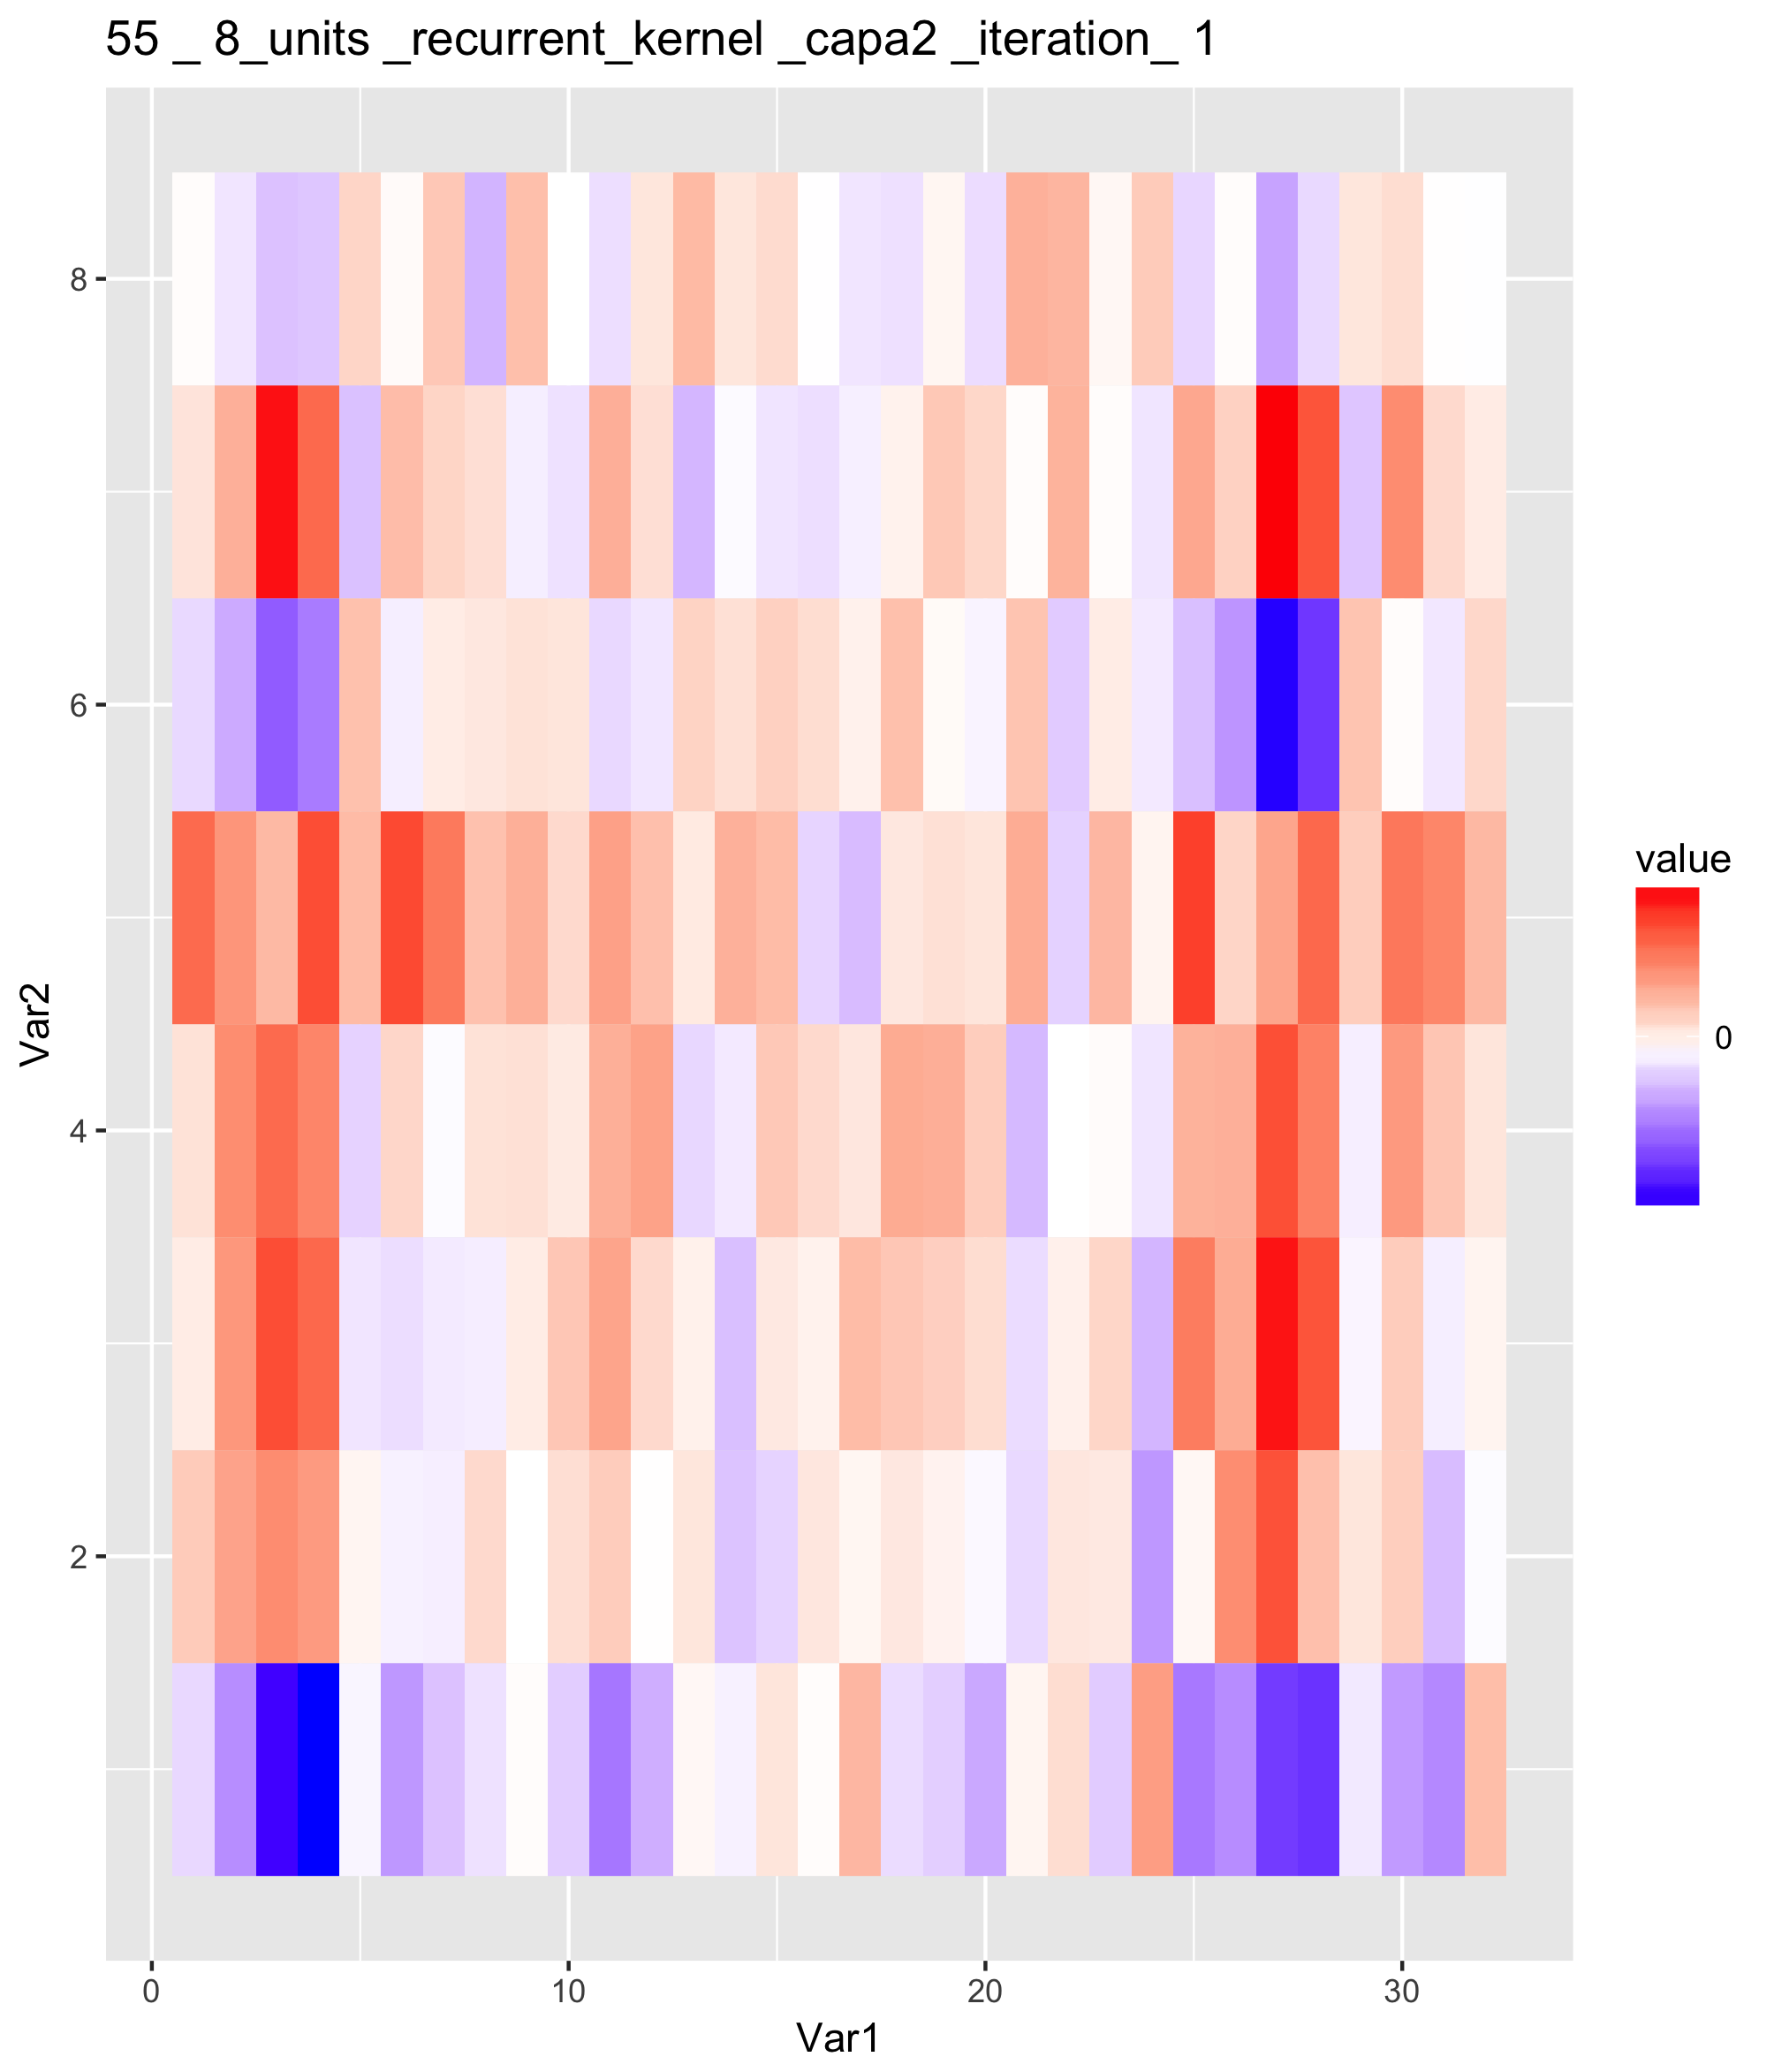 55 _ 8_units _recurrent_kernel _capa2 _iteration_ 1
8
6
4
2
Var2
0
10
20
30
Var1
value
0